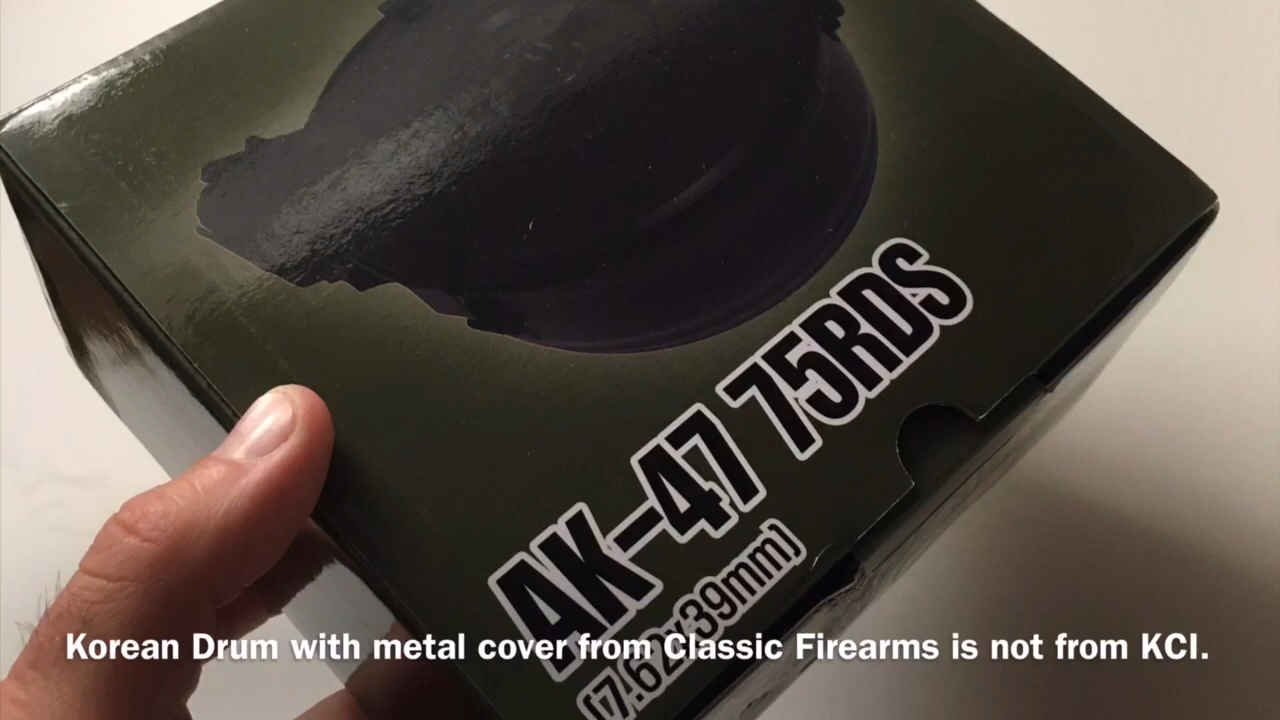 AK-47 75RDS
[7.62x39mm]
Korean Drum with metal cover from Classic Firearms is not from KCI.